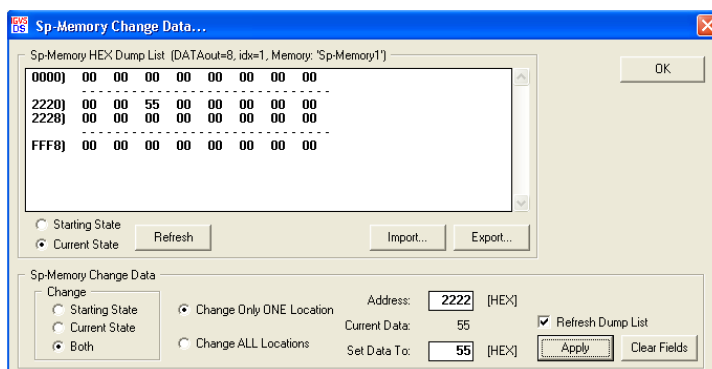 GVS DS Sp-Memory Change Data...
Sp-Memory HEX Dump List (DATAout=8, idx=1, Memory: 'Sp-Memory1')
OK
0000) 00 00 00 00 00 00 00 00
- - - - - - - - - - - - - - - - - - - - - - - - - - - - - - - -
2220) 00 00 55 00 00 00 00 00
2228) 00 00 00 00 00 00 00 00
- - - - - - - - - - - - - - - - - - - - - - - - - - - - - - - -
FFF8) 00 00 00 00 00 00 00 00
Starting State
Current State
Refresh
Import...
Export...
Sp-Memory Change Data
Change
Starting State
Current State
Both
Change Only ONE Location
Change ALL Locations
Address: 2222 [HEX]
Current Data: 55
Set Data To: 55 [HEX]
Refresh Dump List
Apply
Clear Fields